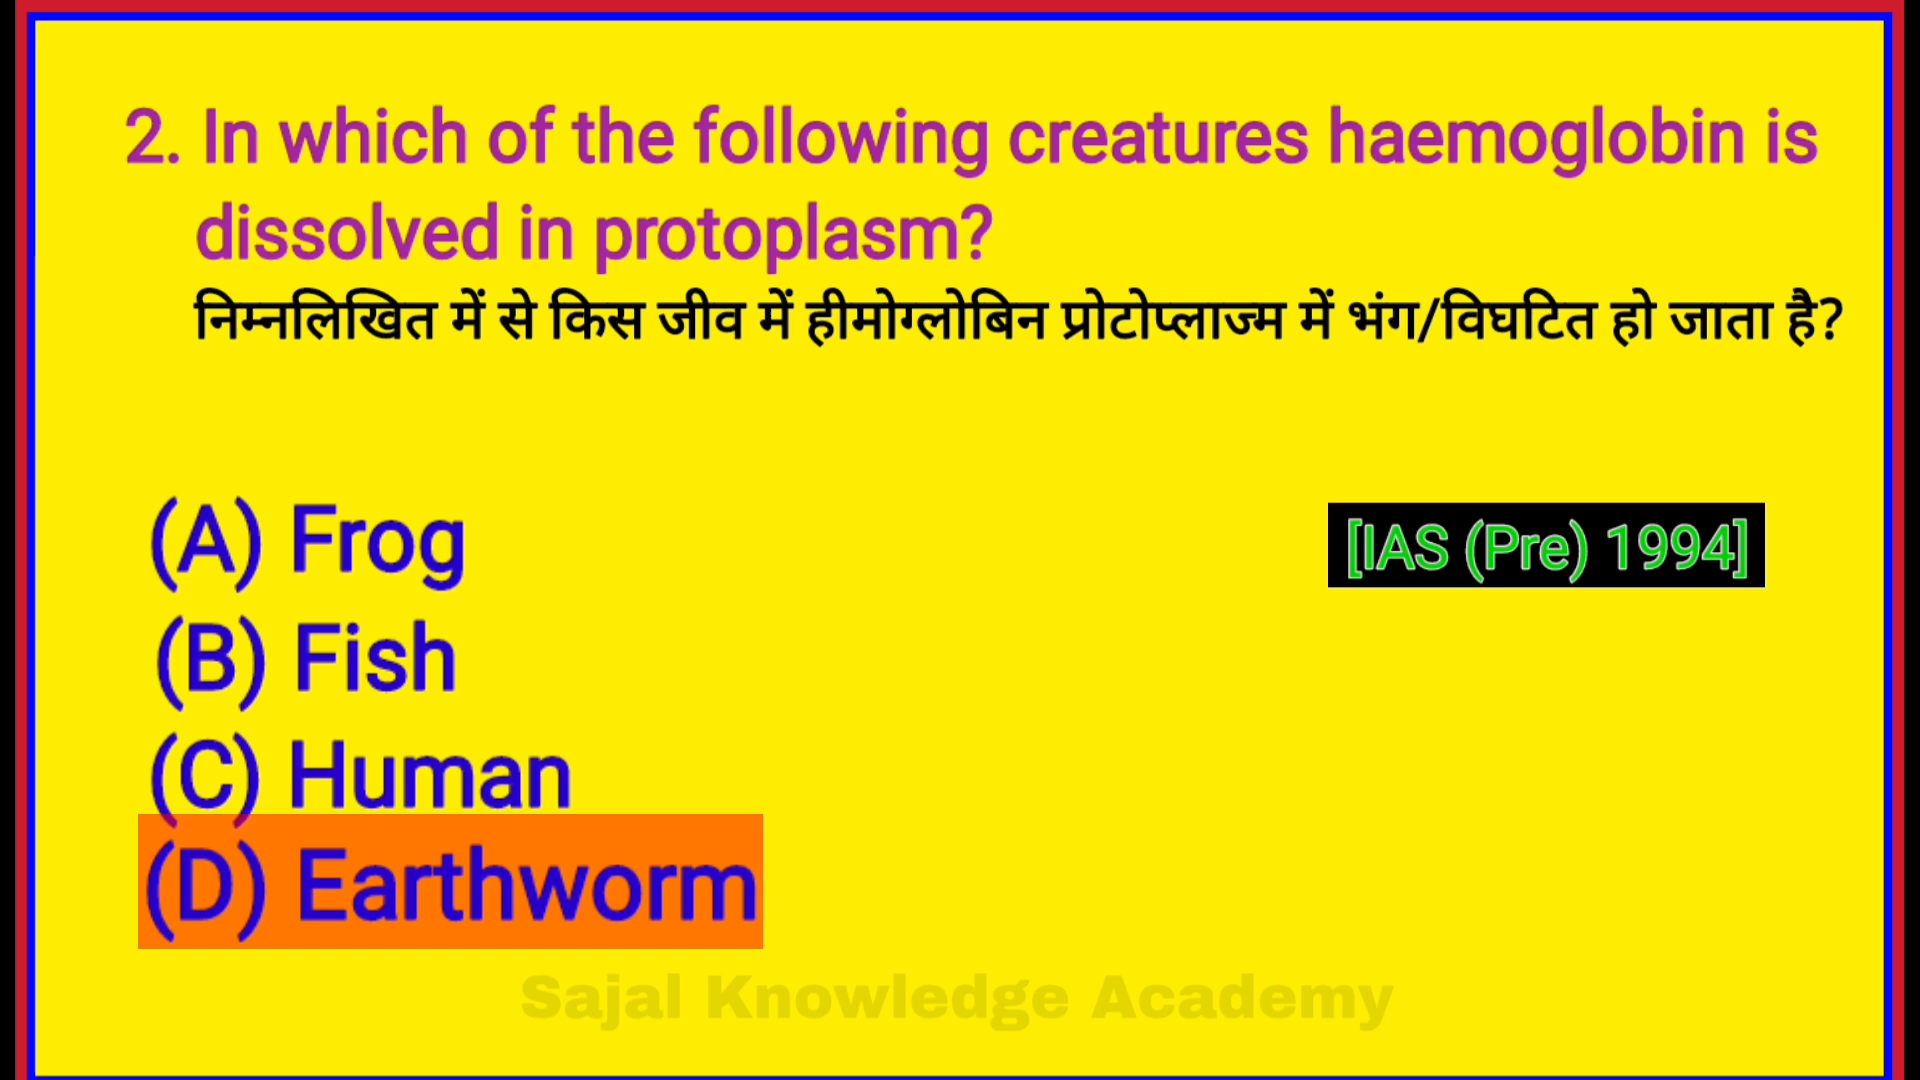 2. In which of the following creatures haemoglobin is
dissolved in protoplasm?
निम्नलिखित में से किस जीव में हीमोग्लोबिन प्रोटोप्लाज्म में भंग/विघटित हो जाता है?
(A) Frog
[IAS (Pre) 1994]
(B) Fish
(C) Human
(D) Earthworm
Sajal Knowledge Academy